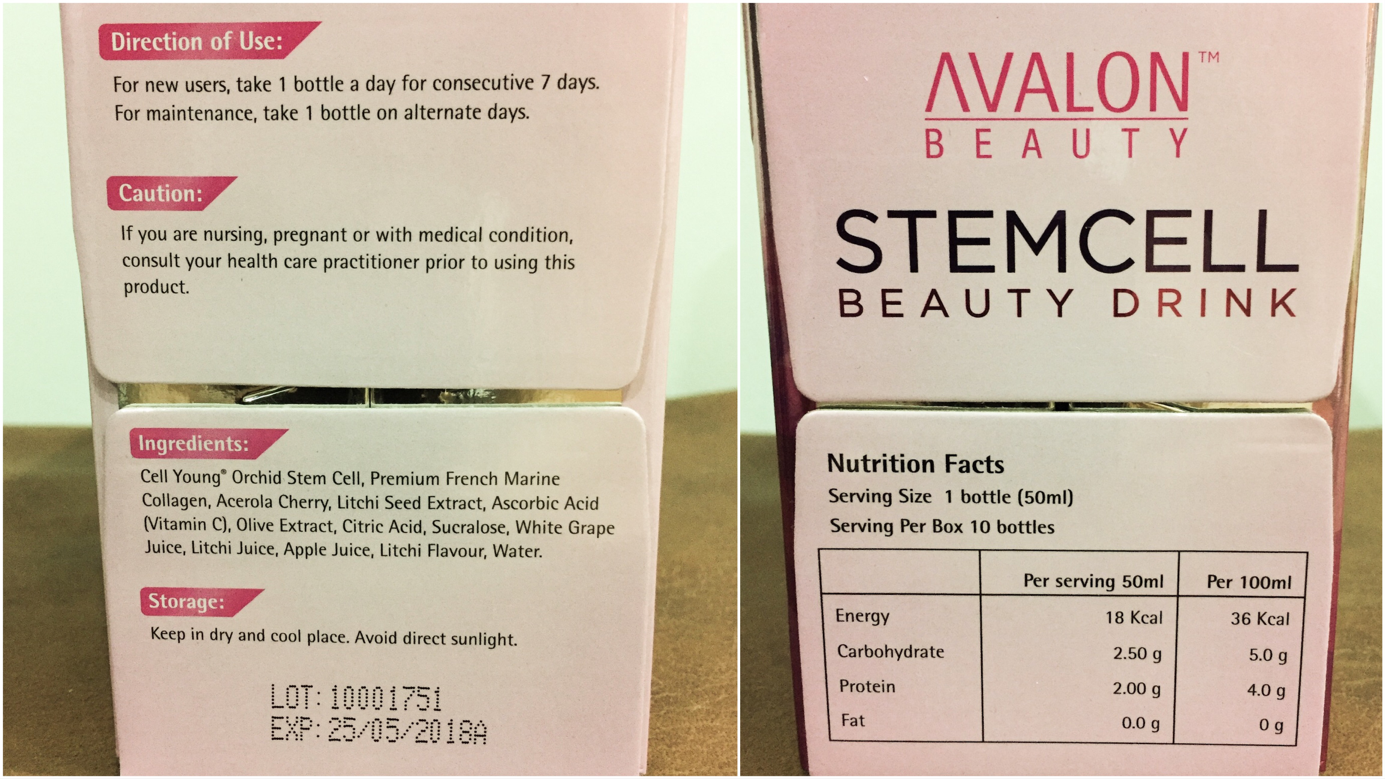 Direction of Use:
For new users, take 1 bottle a day for consecutive 7 days.
For maintenance, take 1 bottle on alternate days.
Caution:
If you are nursing, pregnant or with medical condition,
consult your health care practitioner prior to using this
product.
Ingredients:
Cell Young® Orchid Stem Cell, Premium French Marine
Collagen, Acerola Cherry, Litchi Seed Extract, Ascorbic Acid
(Vitamin C), Olive Extract, Citric Acid, Sucralose, White Grape
Juice, Litchi Juice, Apple Juice, Litchi Flavour, Water.
Storage:
Keep in dry and cool place. Avoid direct sunlight.
LOT: 10001751
EXP: 25/05/2018A
AVALON™
BEAUTY
STEMCELL
BEAUTY DRINK
Nutrition Facts
Serving Size 1 bottle (50ml)
Serving Per Box 10 bottles
Per serving 50ml Per 100ml
Energy 18 Kcal 36 Kcal
Carbohydrate 2.50 g 5.0 g
Protein 2.00 g 4.0 g
Fat 0.0 g 0 g